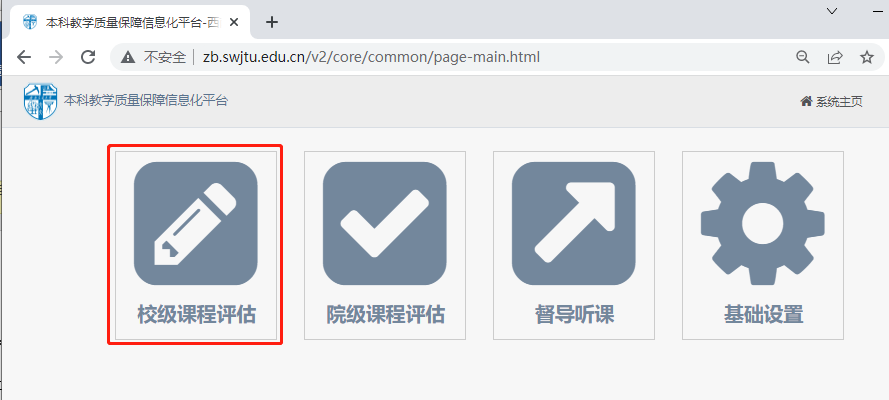 本科教学质量保障信息化平台-西
不安全 | zb.swjtu.edu.cn/v2/core/common/page-main.html
本科教学质量保障信息化平台
系统主页
校级课程评估
院级课程评估
督导听课
基础设置